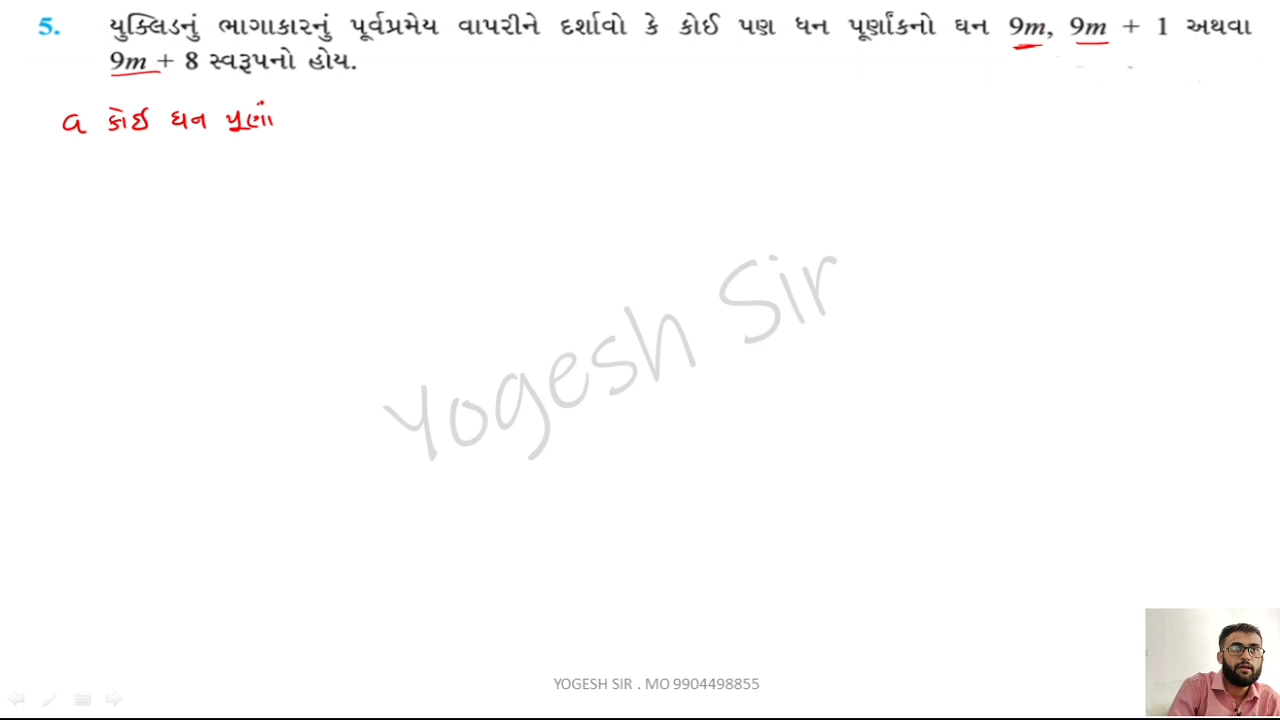 5. યુક્લિડનું ભાગાકારનું પૂર્વપ્રમેય વાપરીને દર્શાવો કે કોઈ પણ ધન પૂર્ણાંકનો ઘન 9m, 9m + 1 અથવા
9m + 8 સ્વરૂપનો હોય.
a કોઈ ધન પૂર્ણાં
Yogesh Sir
YOGESH SIR . MO 9904498855